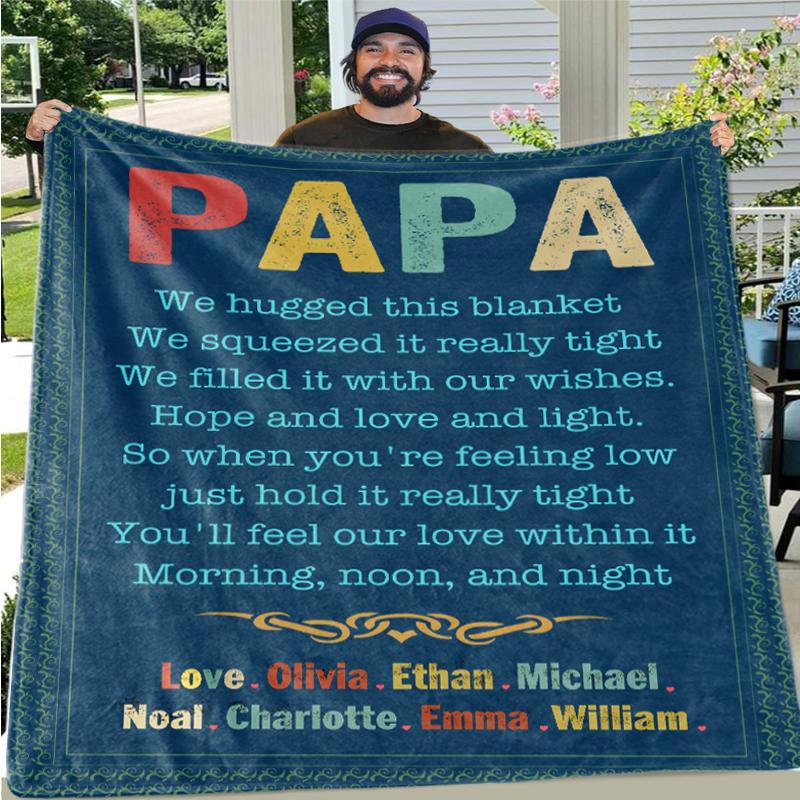 PAPA
We hugged this blanket
We squeezed it really tight
We filled it with our wishes.
Hope and love and light.
So when you're feeling low
just hold it really tight
You'll feel our love within it
Morning, noon, and night
Love . Olivia . Ethan . Michael .
Noal . Charlotte . Emma . William .